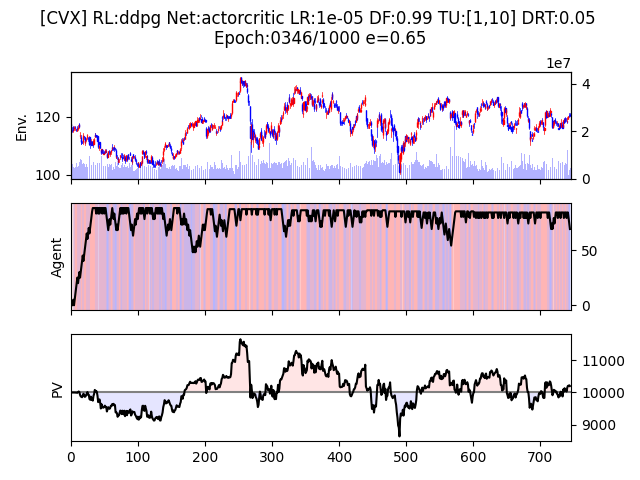 [CVX] RL:ddpg Net:actorcritic LR:1e-05 DF:0.99 TU:[1,10] DRT:0.05
Epoch:0346/1000 e=0.65
1e7
Env.
120
100
4
2
0
Agent
50
0
PV
11000
10000
9000
0 100 200 300 400 500 600 700